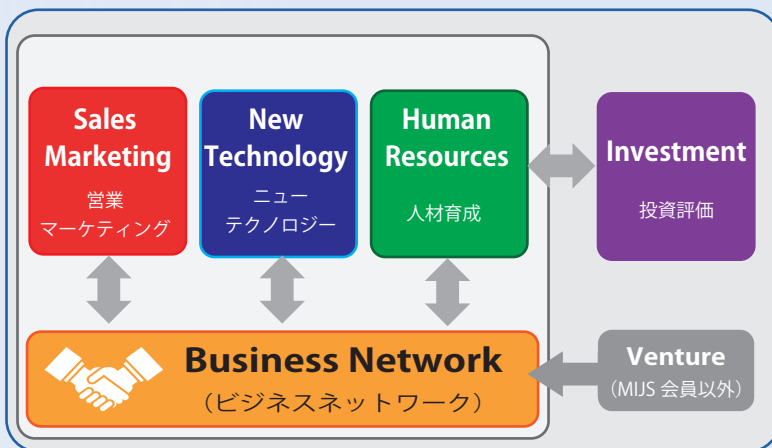 Sales
Marketing
営業
マーケティング
New
Technology
ニュー
テクノロジー
Human
Resources
人材育成
Investment
投資評価
Business Network
（ビジネスネットワーク）
Venture
（MIJS 会員以外）